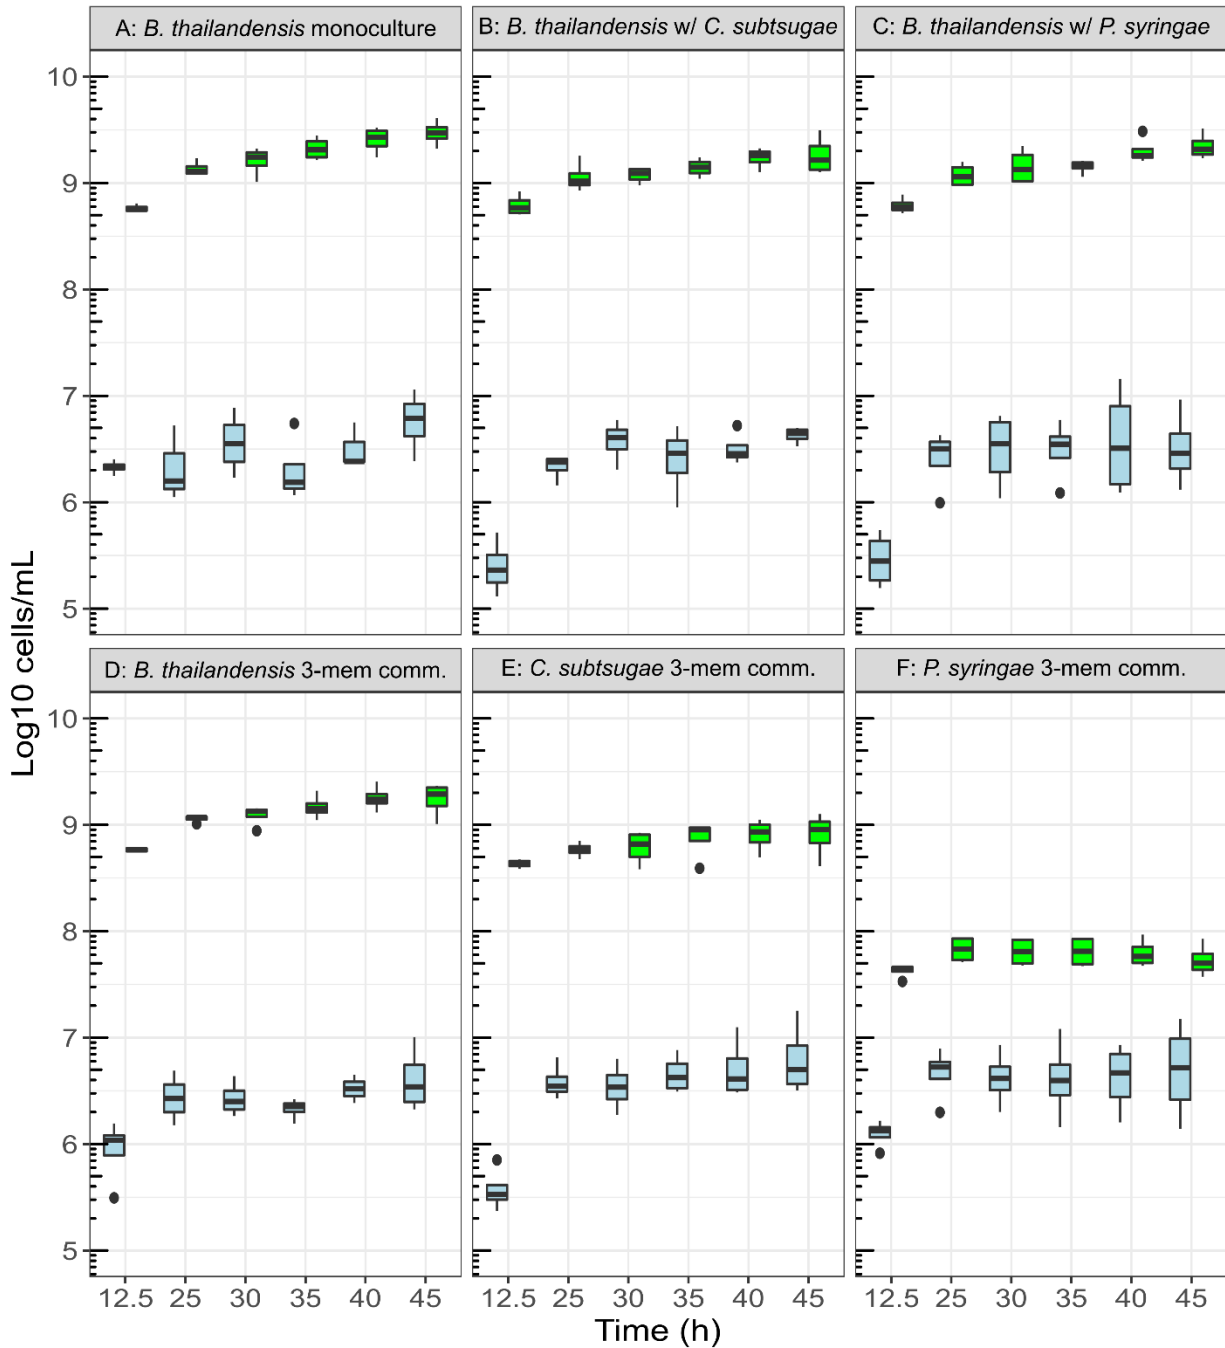 A: B. thailandensis monoculture
B: B. thailandensis w/ C. subtsugae
C: B. thailandensis w/ P. syringae
10
9
8
7
6
5
Log10 cells/mL
D: B. thailandensis 3-mem comm.
E: C. subtsugae 3-mem comm.
F: P. syringae 3-mem comm.
10
9
8
7
6
5
12.5 25 30 35 40 45
12.5 25 30 35 40 45
12.5 25 30 35 40 45
Time (h)